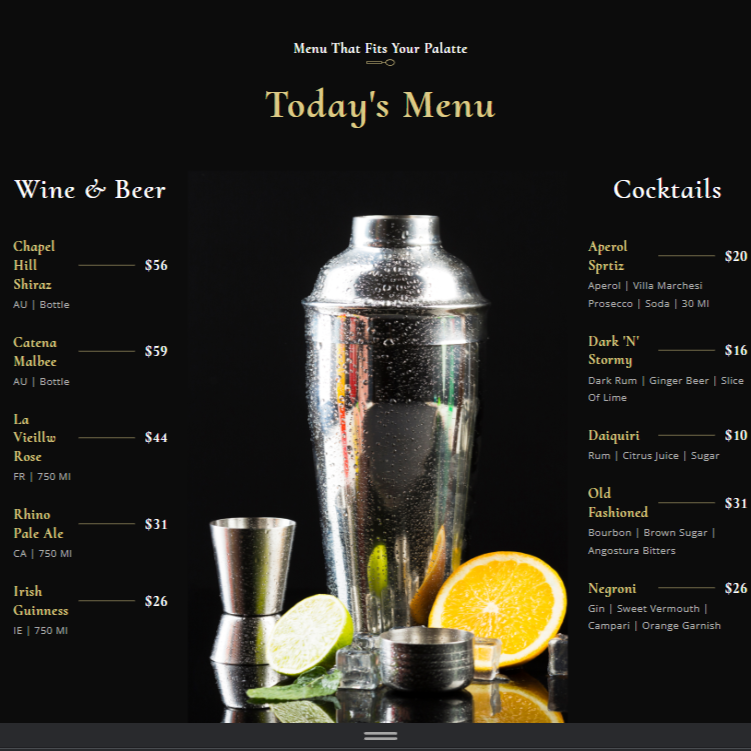 Menu That Fits Your Palatte
Today's Menu
Wine & Beer
Chapel
Hill
Shiraz
$56
AU | Bottle
Catena
Malbee
$59
AU | Bottle
La
Vieillw
Rose
$44
FR | 750 Ml
Rhino
Pale Ale
$31
CA | 750 Ml
Irish
Guinness
$26
IE | 750 Ml
Cocktails
Aperol
Sprtiz
$20
Aperol | Villa Marchesi
Prosecco | Soda | 30 Ml
Dark 'N'
Stormy
$16
Dark Rum | Ginger Beer | Slice
Of Lime
Daiquiri
$10
Rum | Citrus Juice | Sugar
Old
Fashioned
$31
Bourbon | Brown Sugar |
Angostura Bitters
Negroni
$26
Gin | Sweet Vermouth |
Campari | Orange Garnish